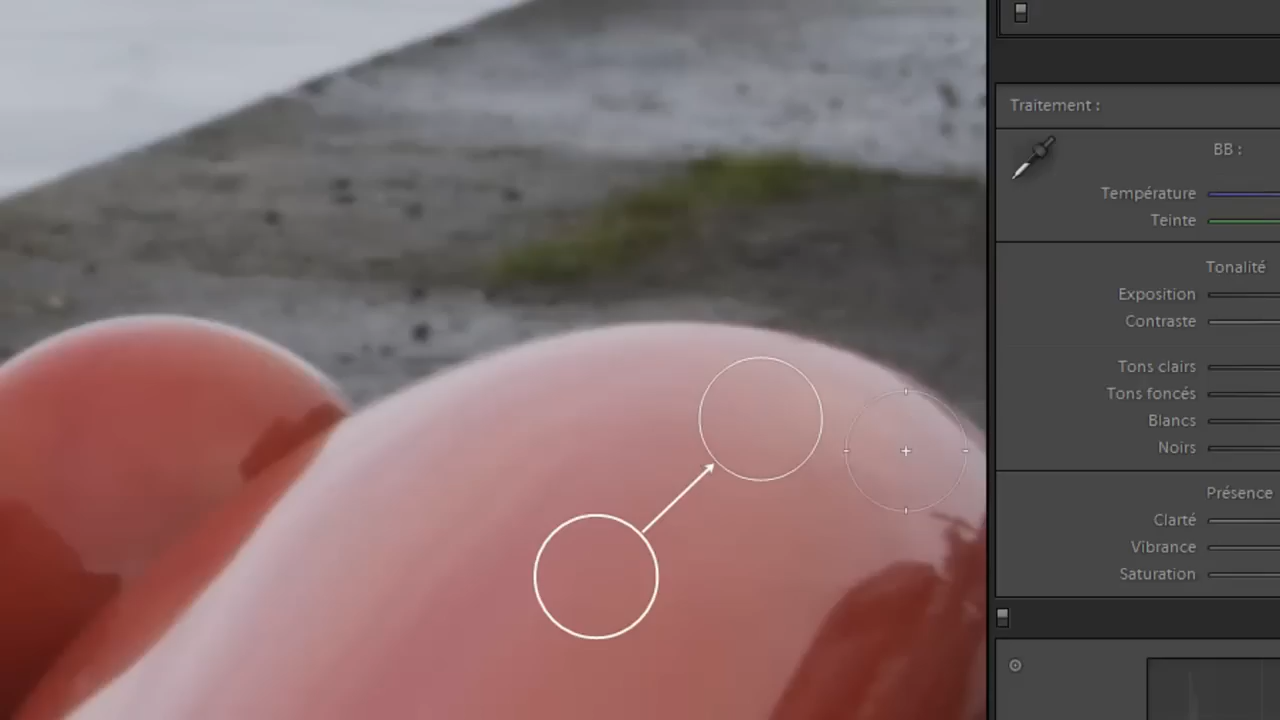 Traitement :
BB :
Température
Teinte
Tonalité
Exposition
Contraste
Tons clairs
Tons foncés
Blancs
Noirs
Présence
Clarté
Vibrance
Saturation